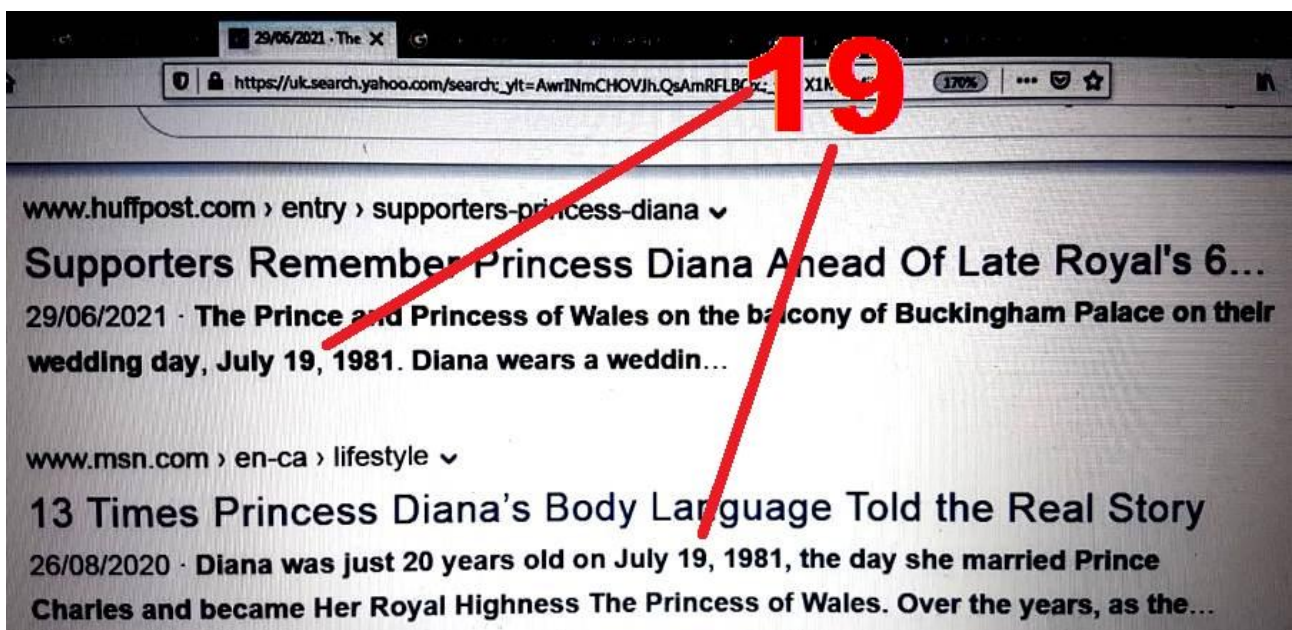 29/06/2021 · The X
19
https://uk.search.yahoo.com/search;_ylt=AwrINmCHOVJh.QsAmRFLBC 170%
www.huffpost.com › entry › supporters-princess-diana
Supporters Remember Princess Diana Ahead Of Late Royal's 6...
29/06/2021 · The Prince and Princess of Wales on the balcony of Buckingham Palace on their
wedding day, July 19, 1981. Diana wears a weddin...
www.msn.com › en-ca › lifestyle
13 Times Princess Diana's Body Language Told the Real Story
26/08/2020 · Diana was just 20 years old on July 19, 1981, the day she married Prince
Charles and became Her Royal Highness The Princess of Wales. Over the years, as the...